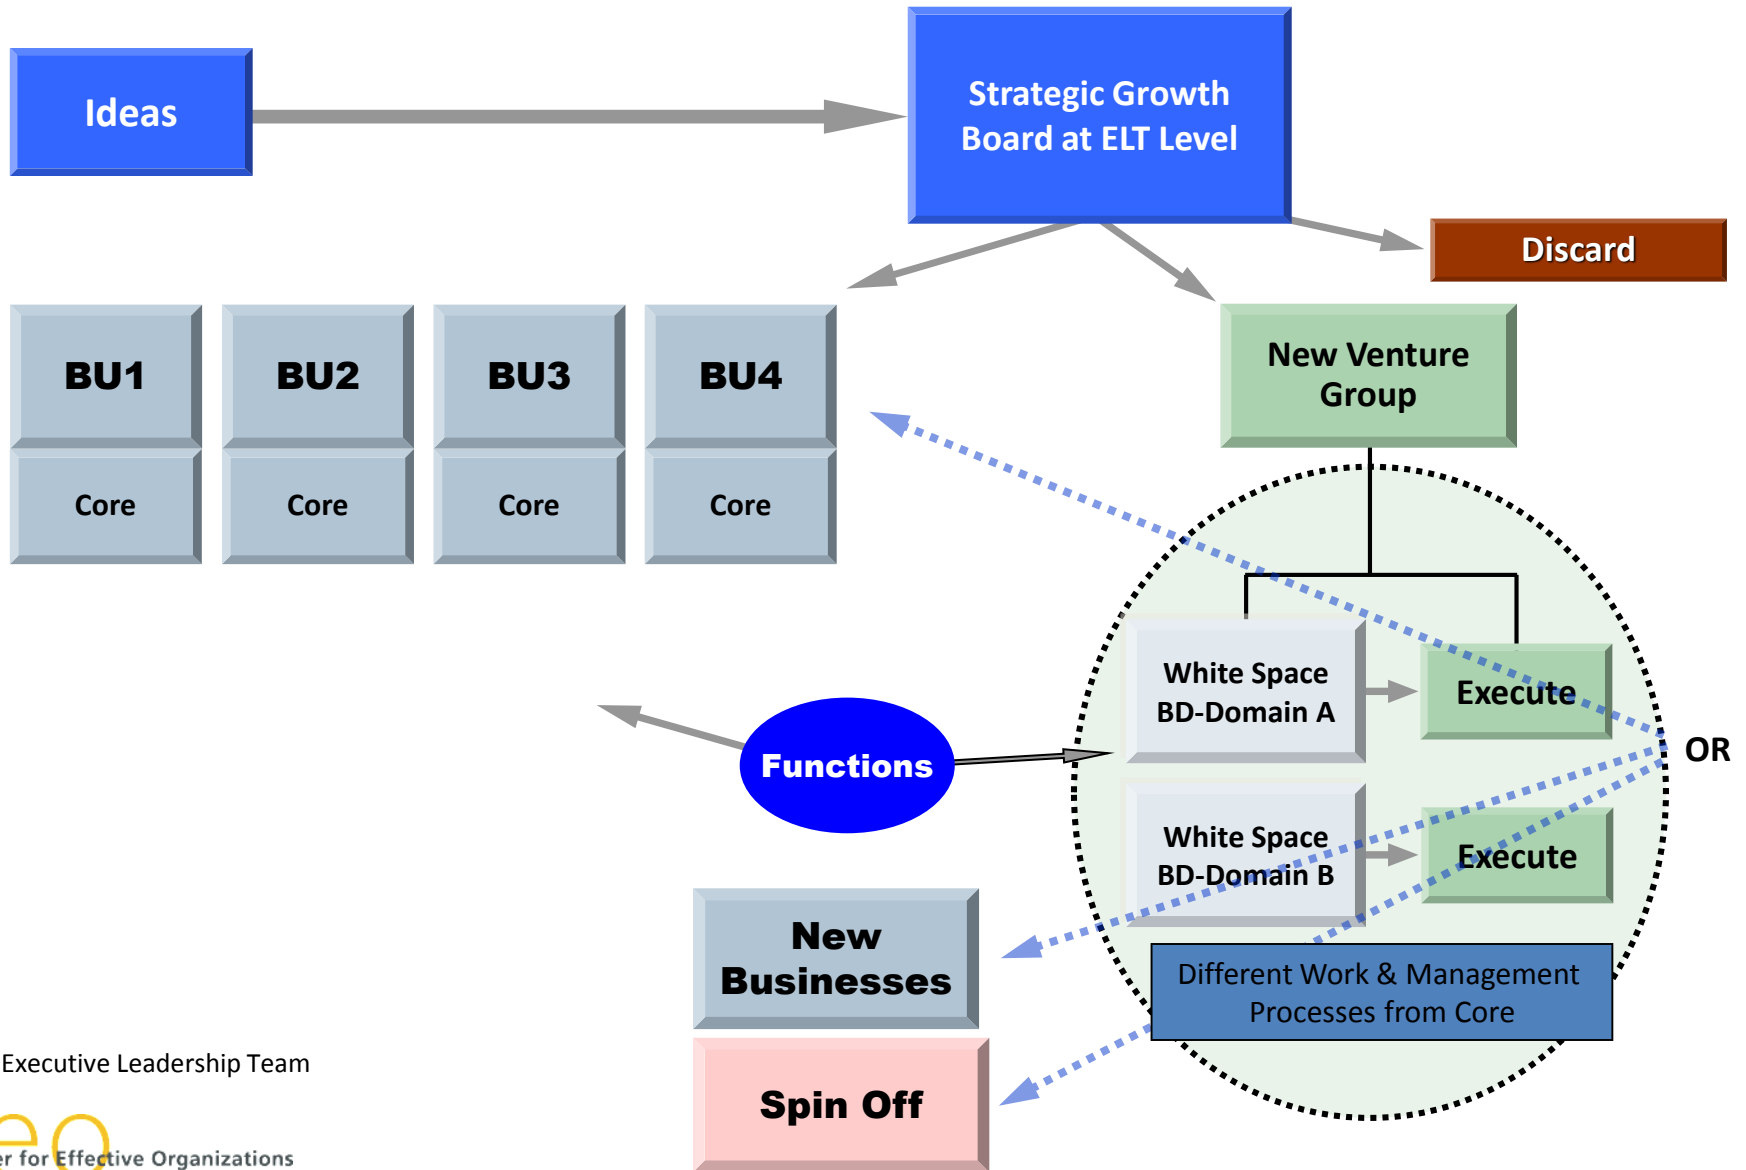 Ideas
Strategic Growth
Board at ELT Level
Discard
BU1
BU2
BU3
BU4
New Venture
Group
Core
Core
Core
Core
White Space
BD-Domain A
Execute
OR
Functions
White Space
BD-Domain B
Execute
New
Businesses
Different Work & Management
Processes from Core
Executive Leadership Team
Spin Off
for Effective Organizations